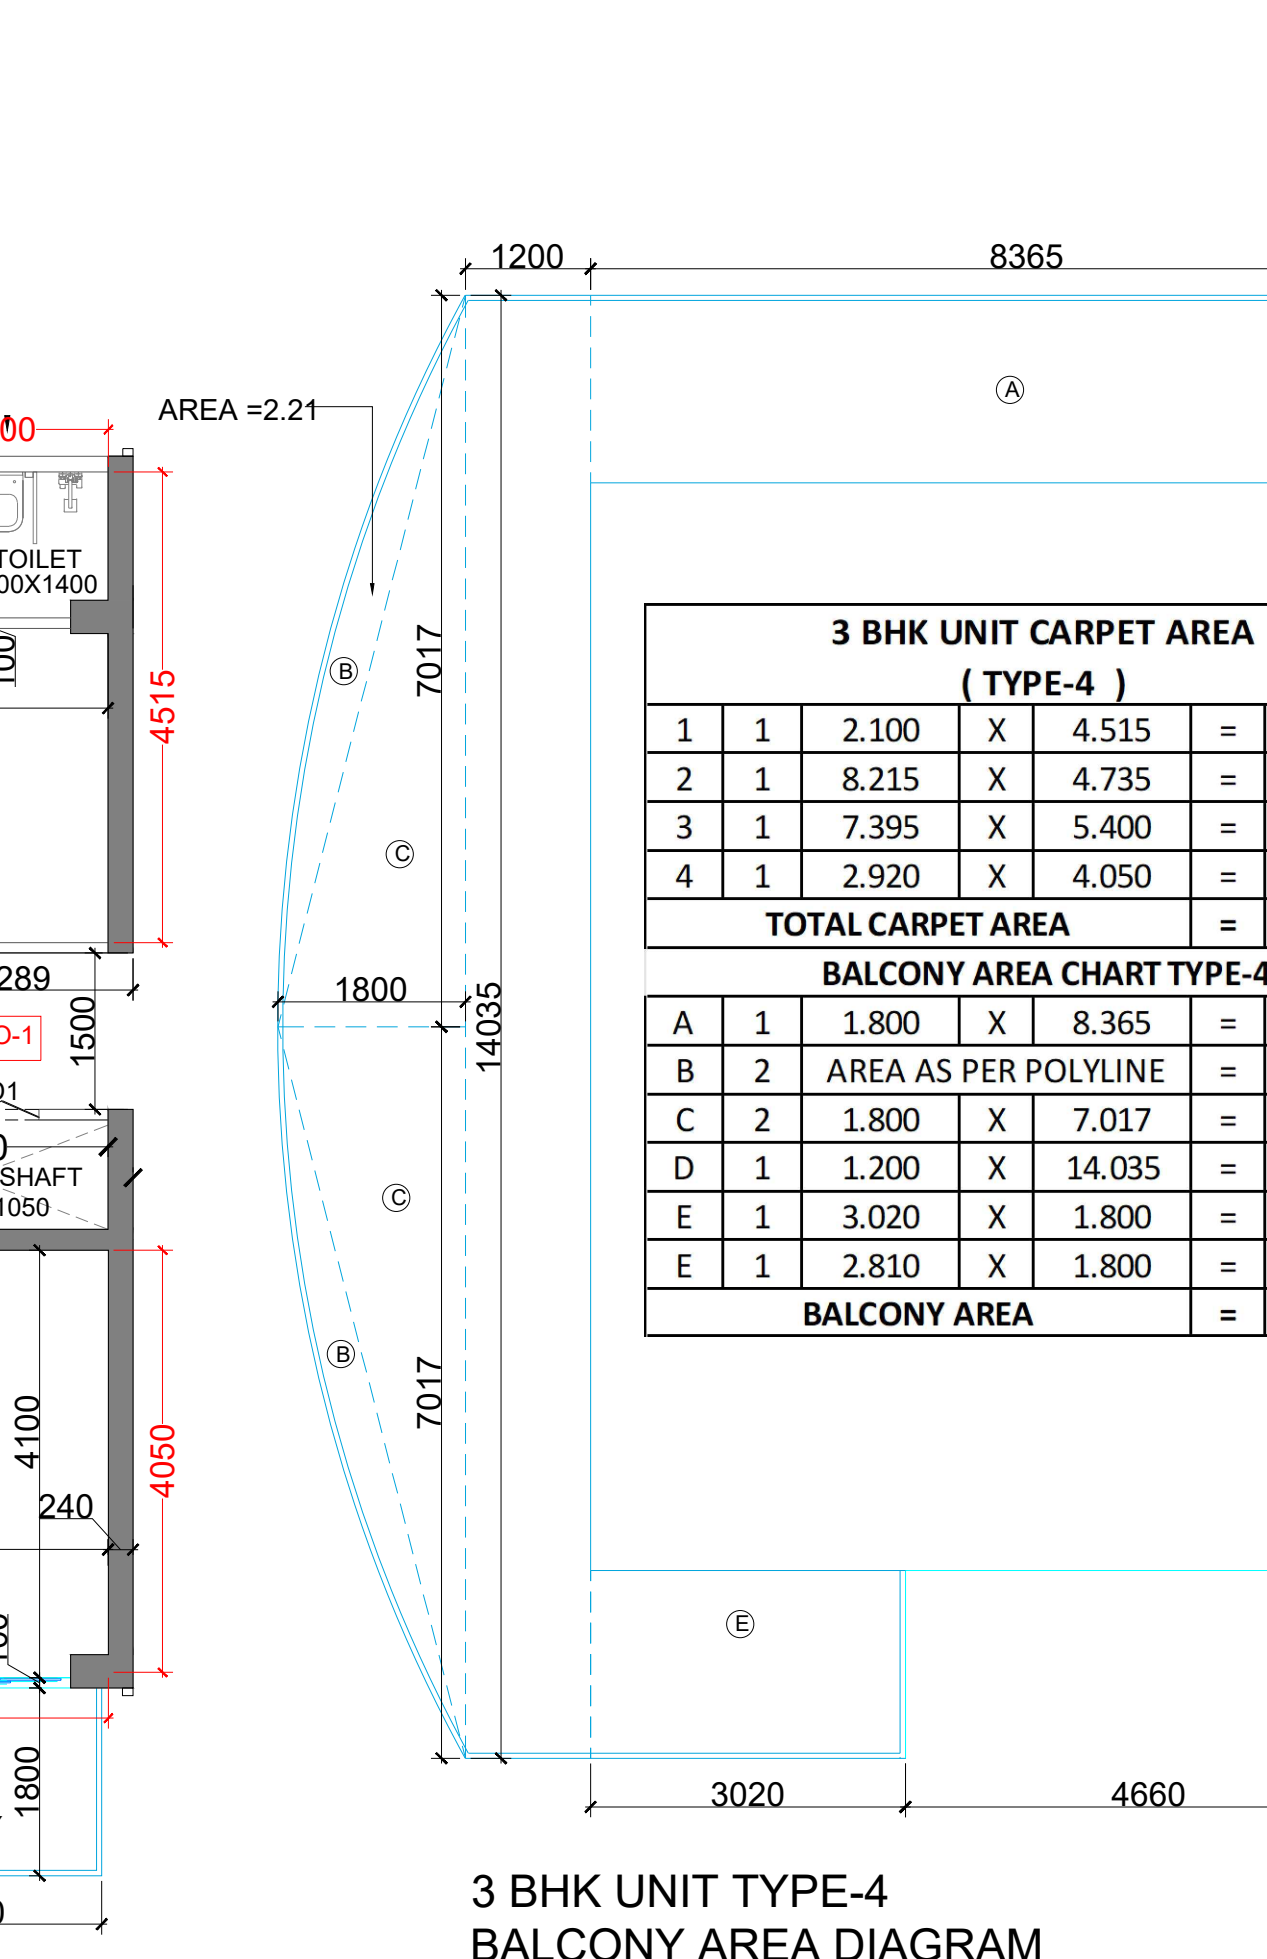 1200
8365
A
AREA =2.21
00
TOILET
00X1400
100
4515
7017
B
C
3 BHK UNIT CARPET AREA
( TYPE-4 )
1 1 2.100 X 4.515 =
2 1 8.215 X 4.735 =
3 1 7.395 X 5.400 =
4 1 2.920 X 4.050 =
TOTAL CARPET AREA =
BALCONY AREA CHART TYPE-4
A 1 1.800 X 8.365 =
B 2 AREA AS PER POLYLINE =
C 2 1.800 X 7.017 =
D 1 1.200 X 14.035 =
E 1 3.020 X 1.800 =
E 1 2.810 X 1.800 =
BALCONY AREA =
289
1500
1800
14035
SHAFT
1050
C
B
7017
4100
4050
240
1800
E
3020
4660
3 BHK UNIT TYPE-4
BALCONY AREA DIAGRAM